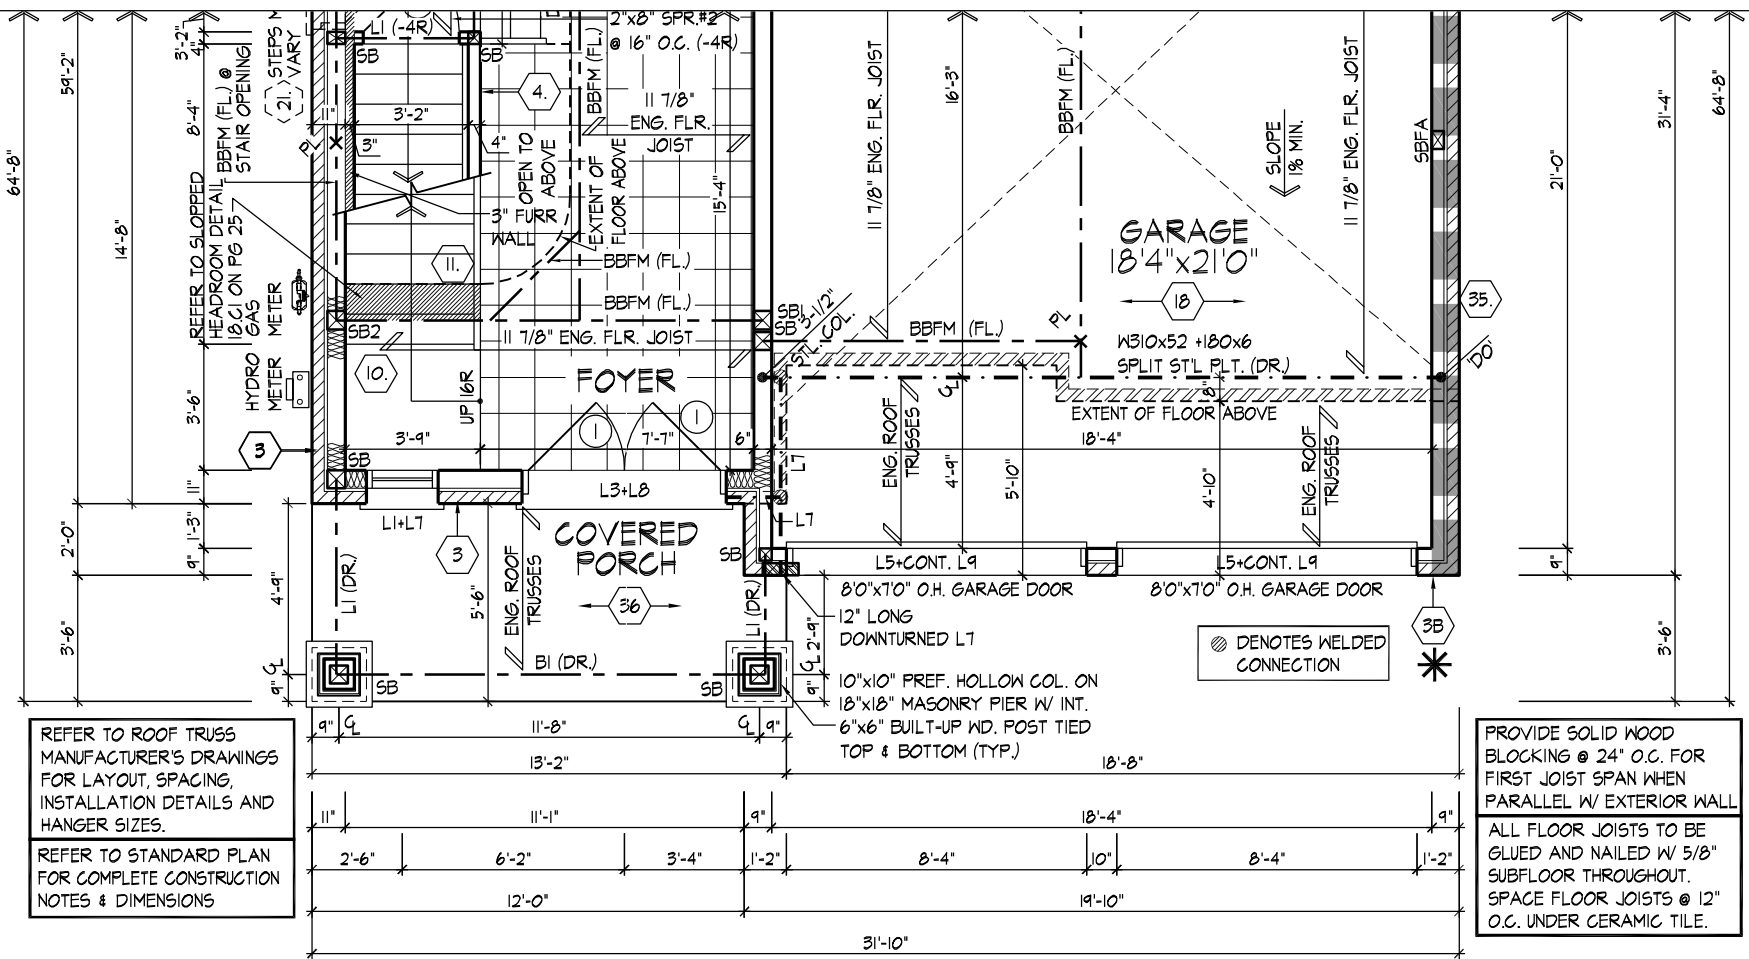 3'-2"
4"
59'-2"
8'-4"
14'-8"
64'-8"
BBFM (FL.) @
STAIR OPENING
21.
STEPS
VARY
REFER TO SLOPPED
HEADROOM DETAIL
18.C1 ON PG 25
GAS
METER
HYDRO
METER
3'-6"
11"
1'-3"
9"
2'-0"
3'-6"
4'-9"
9"
L1 (-4R)
SB
SB
11"
3'-2"
PL
3"
4"
4.
2"x8" SPR.#2
@ 16" O.C. (-4R)
BBFM (FL.)
11 7/8"
ENG. FLR.
JOIST
OPEN TO
ABOVE
EXTENT OF
FLOOR ABOVE
15'-4"
3" FURR
WALL
11.
BBFM (FL.)
BBFM (FL.)
SB2
11 7/8" ENG. FLR. JOIST
10.
UP 16R
FOYER
1
1
3'-9"
7'-7"
6"
3
SB
L3+L8
L1+L7
3
COVERED
PORCH
36
ENG. ROOF
TRUSSES
5'-6"
L1 (DR.)
L1 (DR.)
B1 (DR.)
SB
SB
SB
16'-3"
11 7/8" ENG. FLR. JOIST
BBFM (FL.)
SLOPE
1% MIN.
11 7/8" ENG. FLR. JOIST
SBFA
GARAGE
18'4"x21'0"
18
35.
SB1
SB
3-1/2"
STL. COL.
BBFM (FL.)
PL
W310x52 +180x6
SPLIT ST'L PLT. (DR.)
'DO'
8"
EXTENT OF FLOOR ABOVE
18'-4"
ENG. ROOF
TRUSSES
4'-9"
5'-10"
4'-10"
ENG. ROOF
TRUSSES
L7
L7
L5+CONT. L9
L5+CONT. L9
8'0"x7'0" O.H. GARAGE DOOR
8'0"x7'0" O.H. GARAGE DOOR
12" LONG
DOWNTURNED L7
2'-9"
9"
10"x10" PREF. HOLLOW COL. ON
18"x18" MASONRY PIER W/ INT.
6"x6" BUILT-UP WD. POST TIED
TOP & BOTTOM (TYP.)
DENOTES WELDED
CONNECTION
3B
21'-0"
31'-4"
64'-8"
9"
3'-6"
9"
11'-8"
9"
13'-2"
18'-8"
11"
11'-1"
9"
18'-4"
9"
2'-6"
6'-2"
3'-4"
1'-2"
8'-4"
10"
8'-4"
1'-2"
12'-0"
19'-10"
31'-10"
REFER TO ROOF TRUSS
MANUFACTURER'S DRAWINGS
FOR LAYOUT, SPACING,
INSTALLATION DETAILS AND
HANGER SIZES.
REFER TO STANDARD PLAN
FOR COMPLETE CONSTRUCTION
NOTES & DIMENSIONS
PROVIDE SOLID WOOD
BLOCKING @ 24" O.C. FOR
FIRST JOIST SPAN WHEN
PARALLEL W/ EXTERIOR WALL
ALL FLOOR JOISTS TO BE
GLUED AND NAILED W/ 5/8"
SUBFLOOR THROUGHOUT.
SPACE FLOOR JOISTS @ 12"
O.C. UNDER CERAMIC TILE.